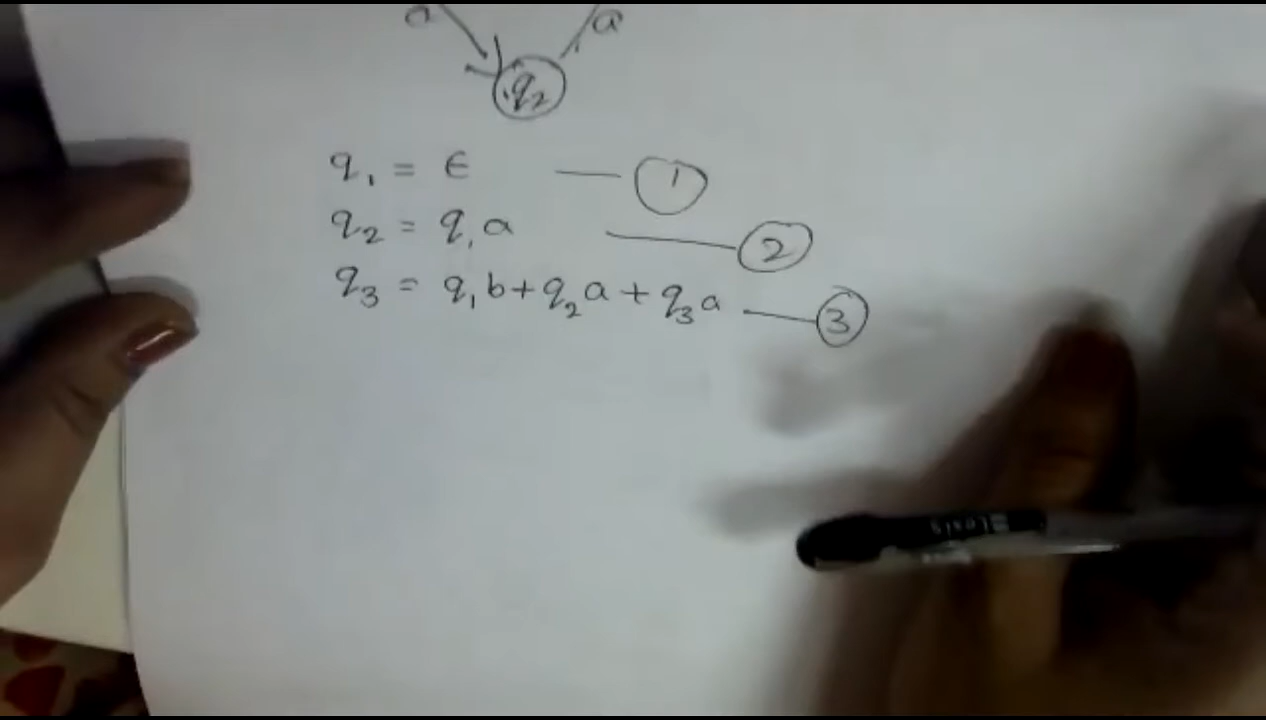 a a
q₂
q₁ = ϵ — 1
q₂ = q₁a — 2
q₃ = q₁b + q₂a + q₃a — 3